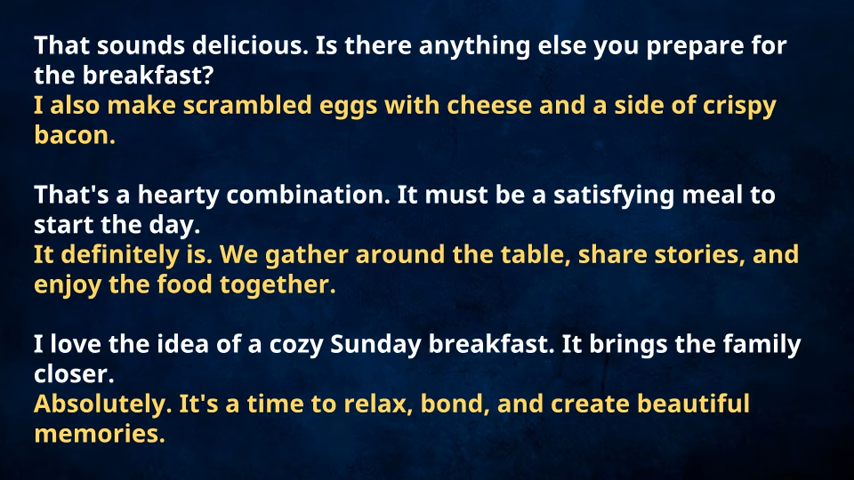 That sounds delicious. Is there anything else you prepare for
the breakfast?
I also make scrambled eggs with cheese and a side of crispy
bacon.
That's a hearty combination. It must be a satisfying meal to
start the day.
It definitely is. We gather around the table, share stories, and
enjoy the food together.
I love the idea of a cozy Sunday breakfast. It brings the family
closer.
Absolutely. It's a time to relax, bond, and create beautiful
memories.